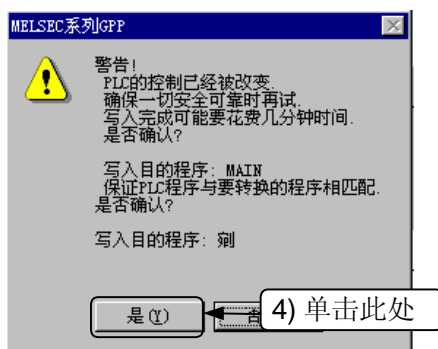 MELSEC系列GPP
警告!
PLC的控制已经被改变.
确保一切安全可靠时再试.
写入完成可能要花费几分钟时间.
是否确认?
写入目的程序: MAIN
保证PLC程序与要转换的程序相匹配.
是否确认?
写入目的程序:
是(Y)
4) 单击此处